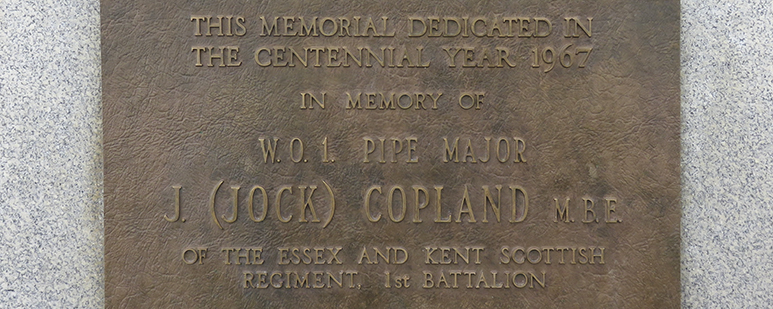 THIS MEMORIAL DEDICATED IN
THE CENTENNIAL YEAR 1967
IN MEMORY OF
W.O.1. PIPE MAJOR
J. (JOCK) COPLAND M.B.E.
OF THE ESSEX AND KENT SCOTTISH
REGIMENT, 1st BATTALION